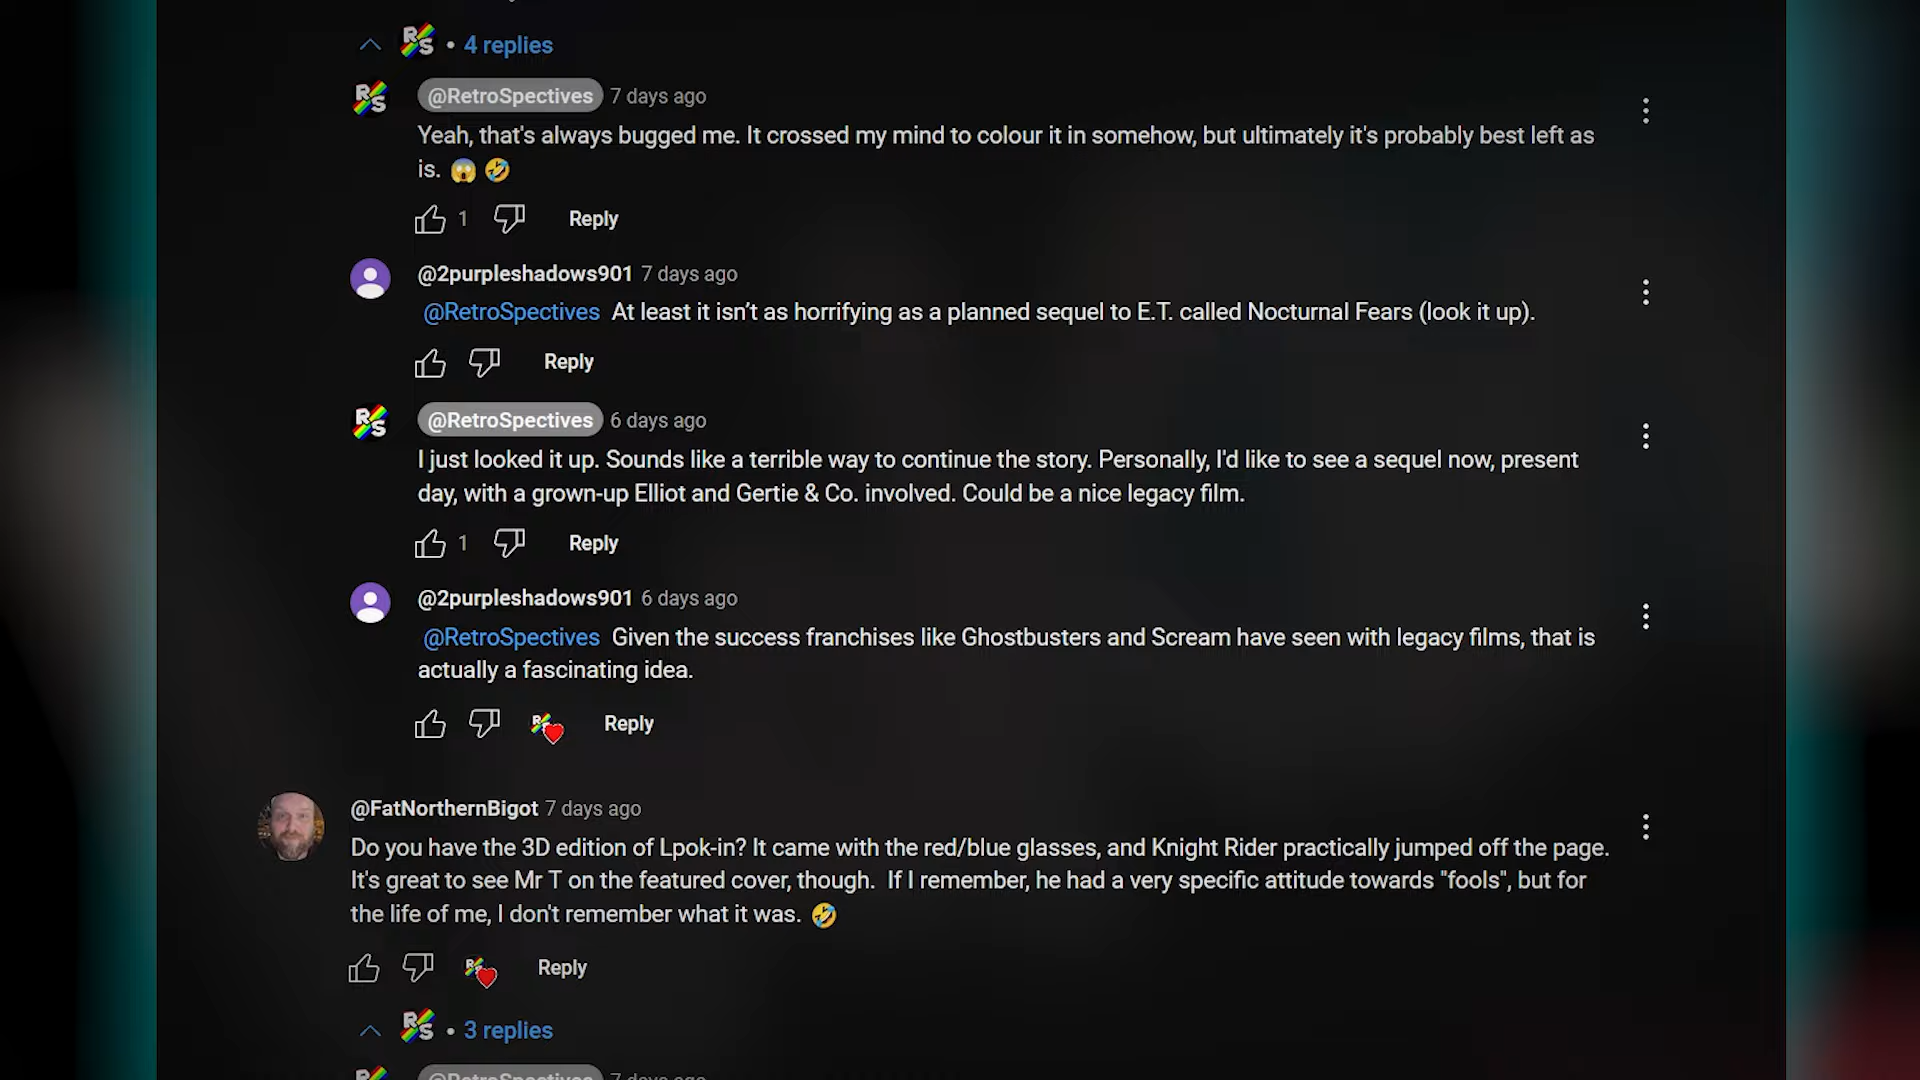 RS • 4 replies
RS @RetroSpectives 7 days ago
Yeah, that's always bugged me. It crossed my mind to colour it in somehow, but ultimately it's probably best left as
is. 😱 🤣
1 Reply
@2purpleshadows901 7 days ago
@RetroSpectives At least it isn’t as horrifying as a planned sequel to E.T. called Nocturnal Fears (look it up).
Reply
RS @RetroSpectives 6 days ago
I just looked it up. Sounds like a terrible way to continue the story. Personally, I'd like to see a sequel now, present
day, with a grown-up Elliot and Gertie & Co. involved. Could be a nice legacy film.
1 Reply
@2purpleshadows901 6 days ago
@RetroSpectives Given the success franchises like Ghostbusters and Scream have seen with legacy films, that is
actually a fascinating idea.
Reply
@FatNorthernBigot 7 days ago
Do you have the 3D edition of Lpok-in? It came with the red/blue glasses, and Knight Rider practically jumped off the page.
It's great to see Mr T on the featured cover, though.  If I remember, he had a very specific attitude towards "fools", but for
the life of me, I don't remember what it was. 🤣
Reply
RS • 3 replies
@RetroSpectives 7 days ago